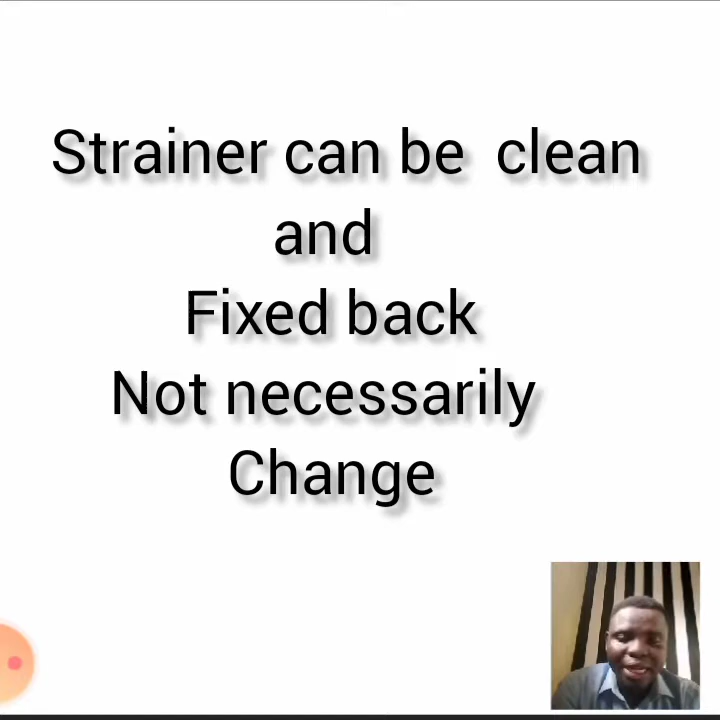 Strainer can be clean
and
Fixed back
Not necessarily
Change